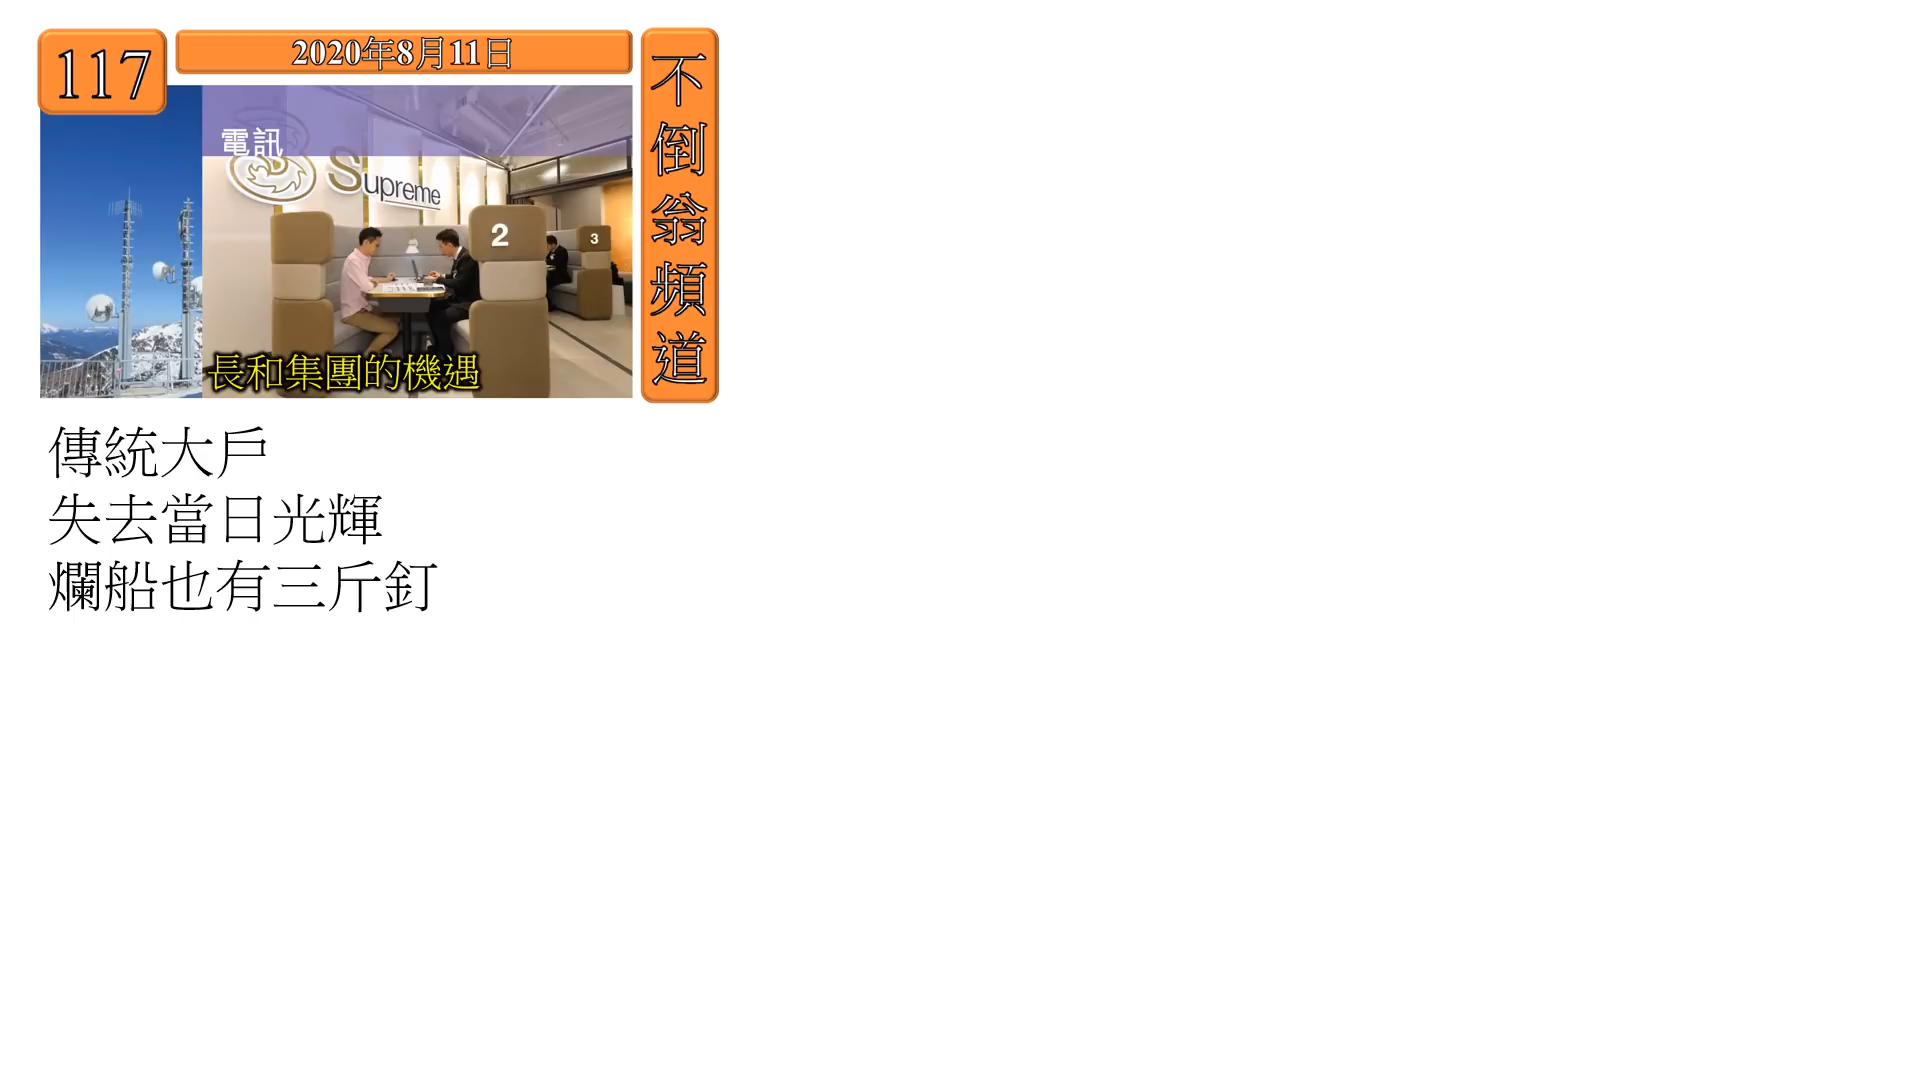 117
2020年8月11日
不倒翁頻道
電訊
3
Supreme
2
3
長和集團的機遇
傳統大戶
失去當日光輝
爛船也有三斤釘